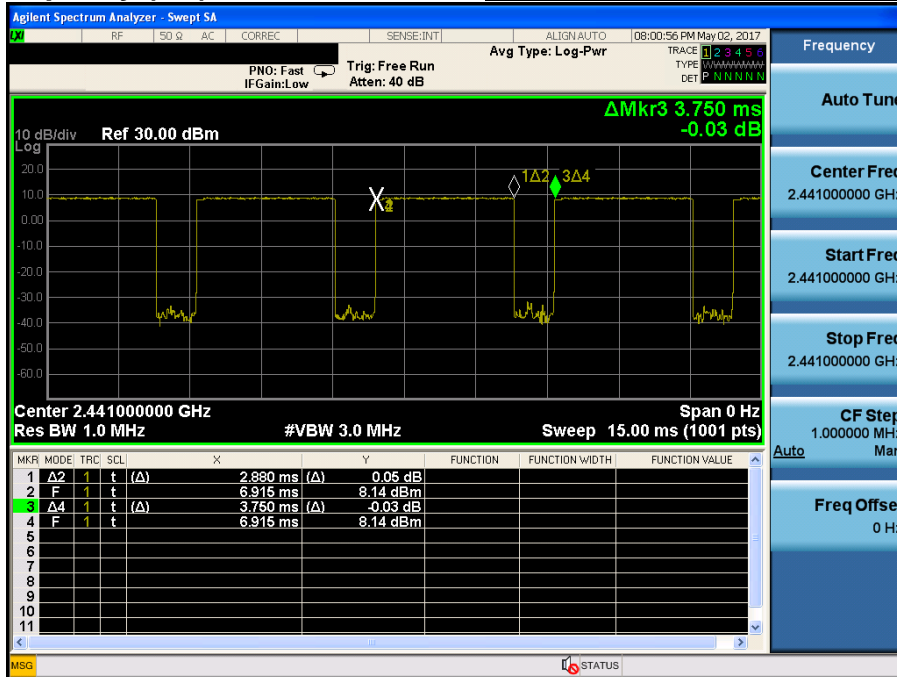 Agilent Spectrum Analyzer - Swept SA
LXI RF 50 Ω AC CORREC SENSE:INT ALIGN AUTO 08:00:56 PM May 02, 2017
Avg Type: Log-Pwr TRACE 1 2 3 4 5 6
PNO: Fast Trig: Free Run TYPE WWWWWW
IFGain:Low Atten: 40 dB DET P N N N N N
ΔMkr3 3.750 ms
-0.03 dB
10 dB/div Ref 30.00 dBm
Log
20.0
10.0
0.00
-10.0
-20.0
-30.0
-40.0
-50.0
-60.0
1Δ2 3Δ4
X
Center 2.441000000 GHz Span 0 Hz
Res BW 1.0 MHz #VBW 3.0 MHz Sweep 15.00 ms (1001 pts)
MKR MODE TRC SCL X Y FUNCTION FUNCTION WIDTH FUNCTION VALUE
1 Δ2 1 t (Δ) 2.880 ms (Δ) 0.05 dB
2 F 1 t 6.915 ms 8.14 dBm
3 Δ4 1 t (Δ) 3.750 ms (Δ) -0.03 dB
4 F 1 t 6.915 ms 8.14 dBm
5
6
7
8
9
10
11
MSG STATUS
Frequency
Auto Tune
Center Freq
2.441000000 GHz
Start Freq
2.441000000 GHz
Stop Freq
2.441000000 GHz
CF Step
1.000000 MHz
Auto Man
Freq Offset
0 Hz